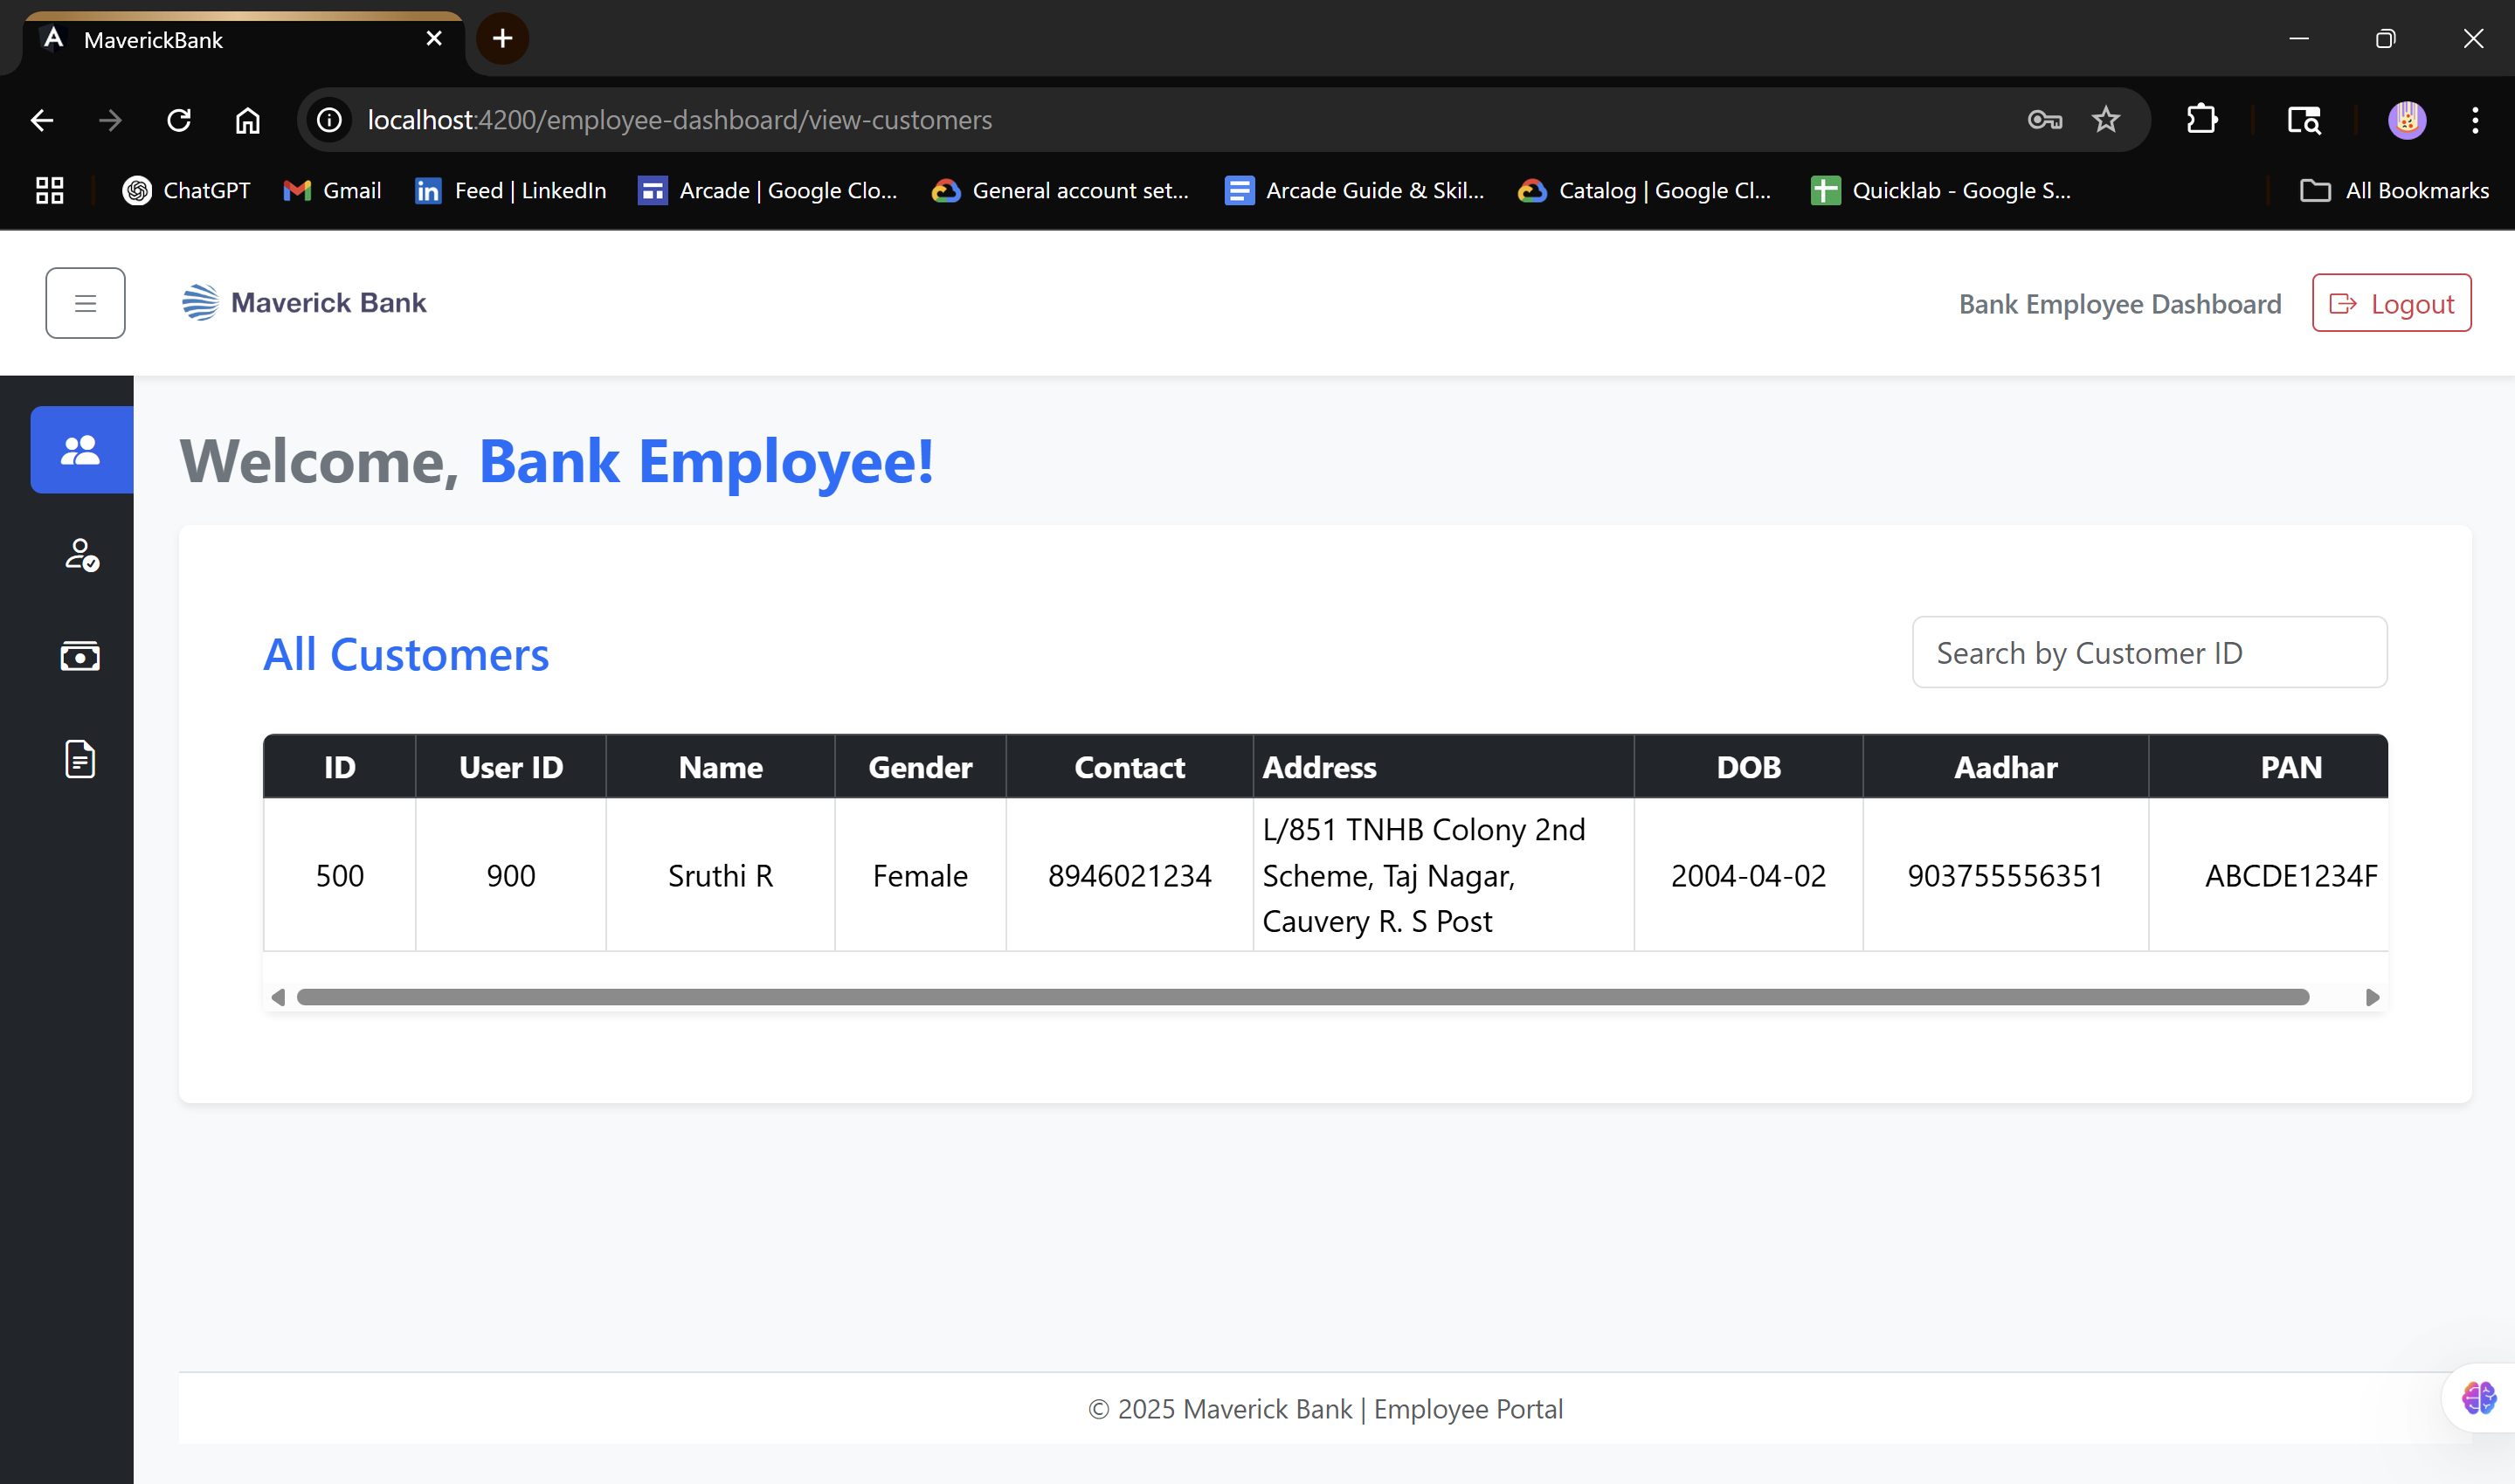 MaverickBank
localhost:4200/employee-dashboard/view-customers
ChatGPT
Gmail
Feed | LinkedIn
Arcade | Google Clo...
General account set...
Arcade Guide & Skil...
Catalog | Google Cl...
Quicklab - Google S...
All Bookmarks
Maverick Bank
Bank Employee Dashboard
Logout
Welcome, Bank Employee!
All Customers
Search by Customer ID
ID User ID Name Gender Contact Address DOB Aadhar PAN
500 900 Sruthi R Female 8946021234 L/851 TNHB Colony 2nd
Scheme, Taj Nagar,
Cauvery R. S Post
2004-04-02 903755556351 ABCDE1234F
© 2025 Maverick Bank | Employee Portal